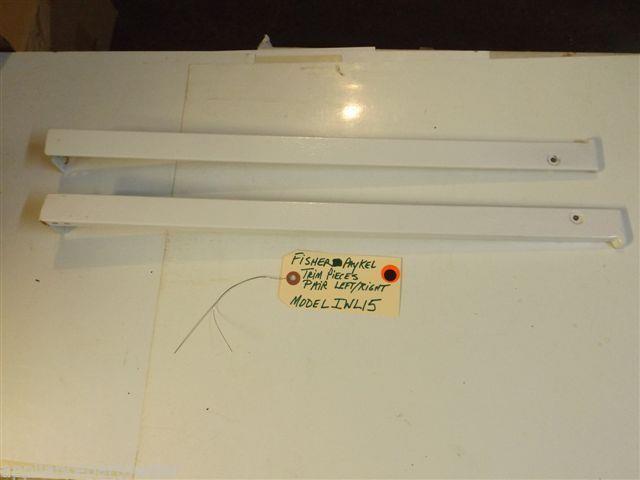 FISHER PAYKEL
TRIM PIECES
PAIR LEFT/RIGHT
MODEL IWL15